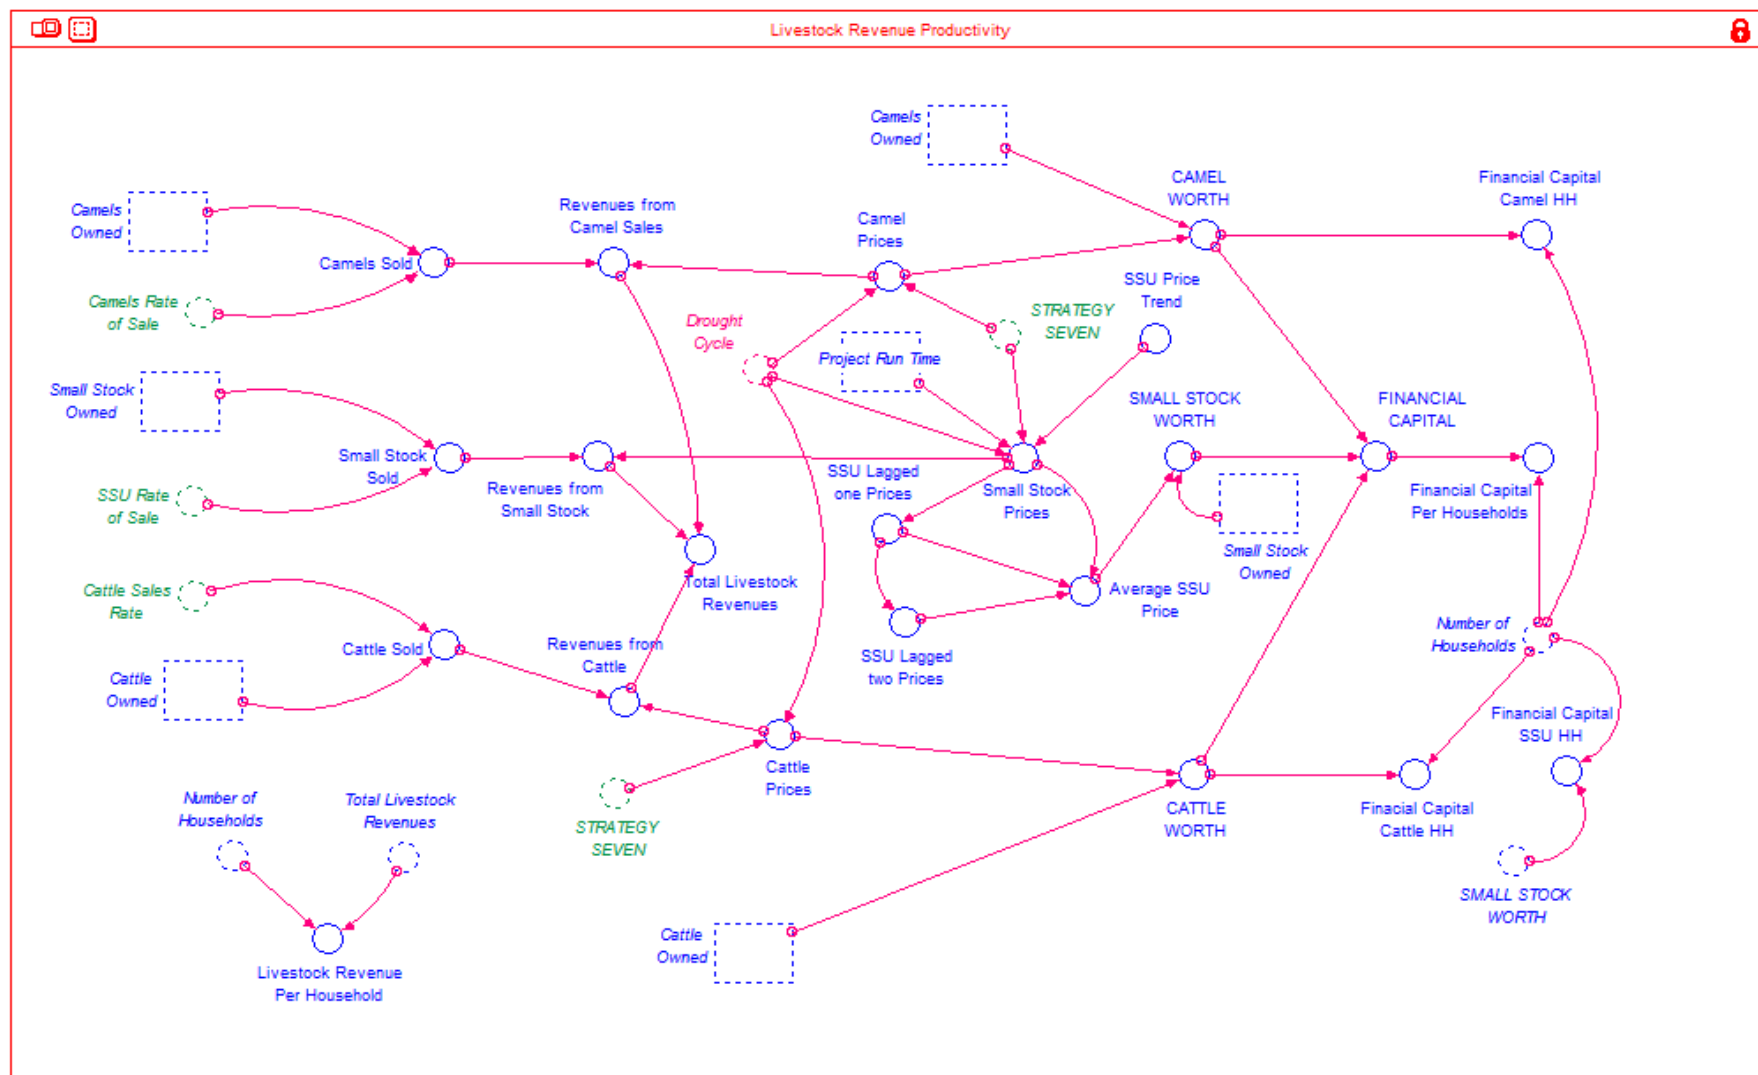 Livestock Revenue Productivity
Camels
Owned
Camels
Owned
CAMEL
WORTH
Financial Capital
Camel HH
Revenues from
Camel Sales
Camel
Prices
Camels Sold
SSU Price
Trend
Camels Rate
of Sale
STRATEGY
SEVEN
Drought
Cycle
Project Run Time
Small Stock
Owned
SMALL STOCK
WORTH
FINANCIAL
CAPITAL
Small Stock
Sold
SSU Lagged
one Prices
Revenues from
Small Stock
Small Stock
Prices
Financial Capital
Per Households
SSU Rate
of Sale
Small Stock
Owned
Total Livestock
Revenues
Average SSU
Price
Cattle Sales
Rate
Number of
Households
Cattle Sold
Revenues from
Cattle
SSU Lagged
two Prices
Cattle
Owned
Financial Capital
SSU HH
Cattle
Prices
Number of
Households
Total Livestock
Revenues
STRATEGY
SEVEN
CATTLE
WORTH
Finacial Capital
Cattle HH
SMALL STOCK
WORTH
Cattle
Owned
Livestock Revenue
Per Household